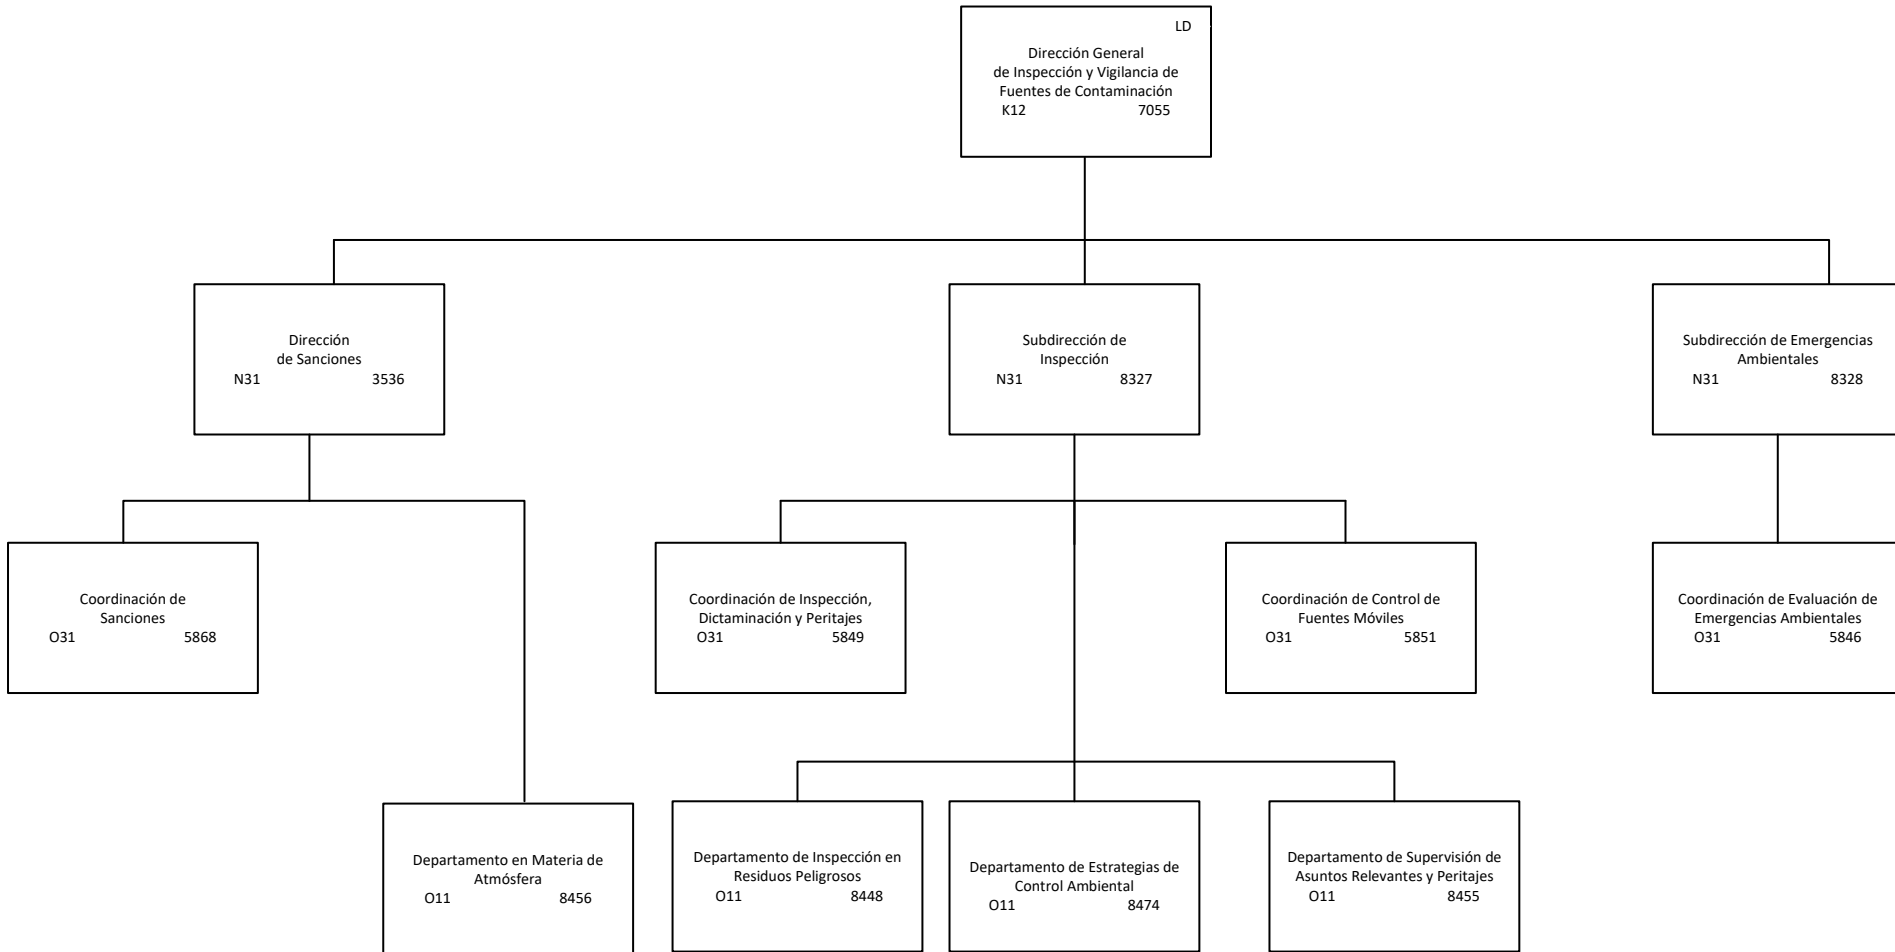 LD
Dirección General
de Inspección y Vigilancia de
Fuentes de Contaminación
K12 7055
Dirección
de Sanciones
N31 3536
Subdirección de
Inspección
N31 8327
Subdirección de Emergencias
Ambientales
N31 8328
Coordinación de
Sanciones
O31 5868
Coordinación de Inspección,
Dictaminación y Peritajes
O31 5849
Coordinación de Control de
Fuentes Móviles
O31 5851
Coordinación de Evaluación de
Emergencias Ambientales
O31 5846
Departamento en Materia de
Atmósfera
O11 8456
Departamento de Inspección en
Residuos Peligrosos
O11 8448
Departamento de Estrategias de
Control Ambiental
O11 8474
Departamento de Supervisión de
Asuntos Relevantes y Peritajes
O11 8455